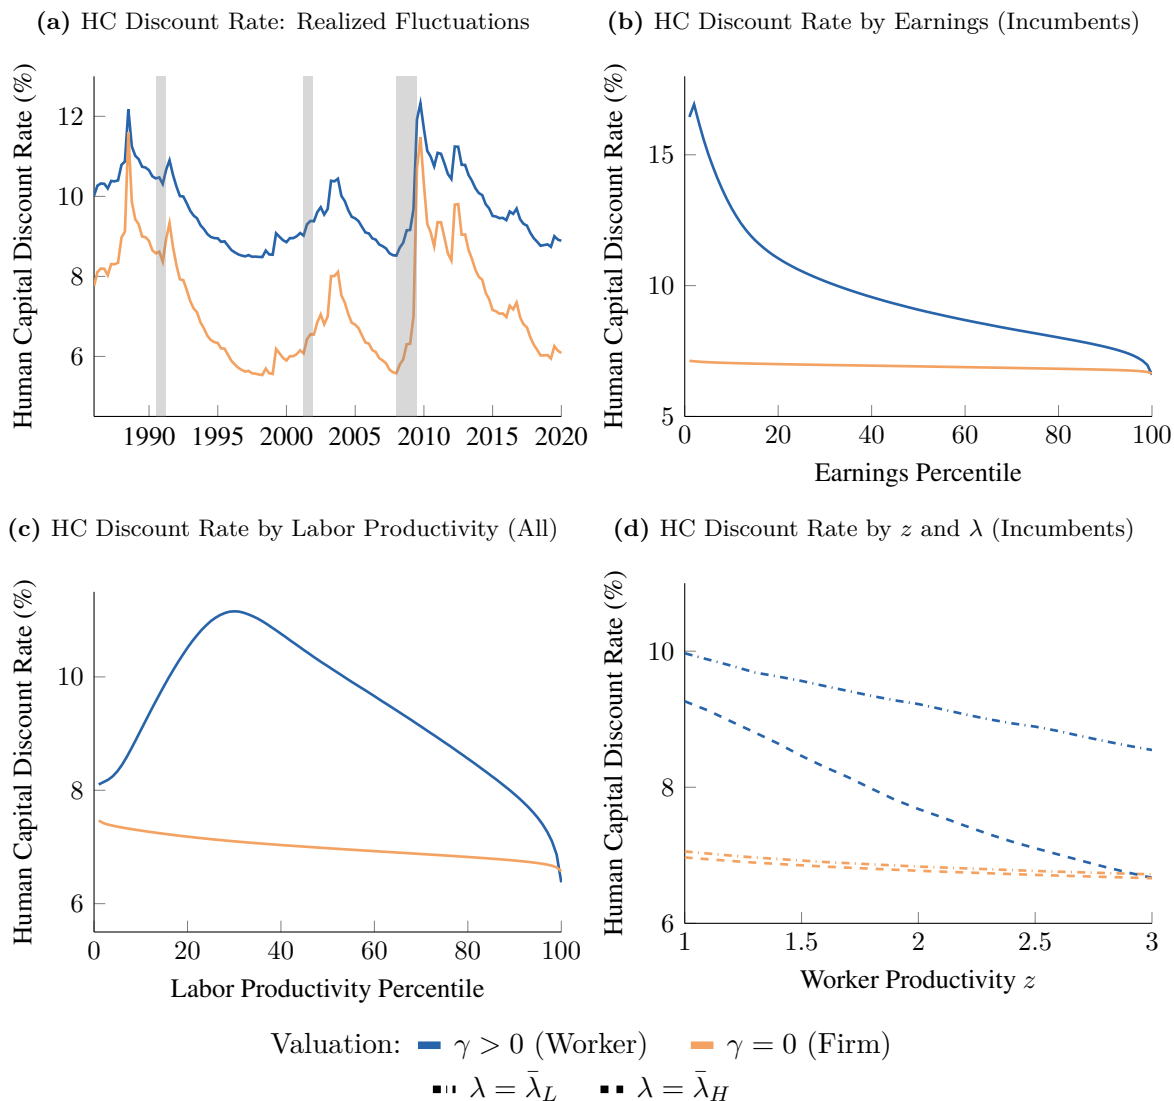 (a) HC Discount Rate: Realized Fluctuations
Human Capital Discount Rate (%)
12
10
8
6
1990 1995 2000 2005 2010 2015 2020
(b) HC Discount Rate by Earnings (Incumbents)
Human Capital Discount Rate (%)
15
10
5
0 20 40 60 80 100
Earnings Percentile
(c) HC Discount Rate by Labor Productivity (All)
Human Capital Discount Rate (%)
10
8
6
0 20 40 60 80 100
Labor Productivity Percentile
(d) HC Discount Rate by z and λ (Incumbents)
Human Capital Discount Rate (%)
10
8
6
1 1.5 2 2.5 3
Worker Productivity z
Valuation: γ > 0 (Worker) γ = 0 (Firm)
λ = λ̄_L λ = λ̄_H